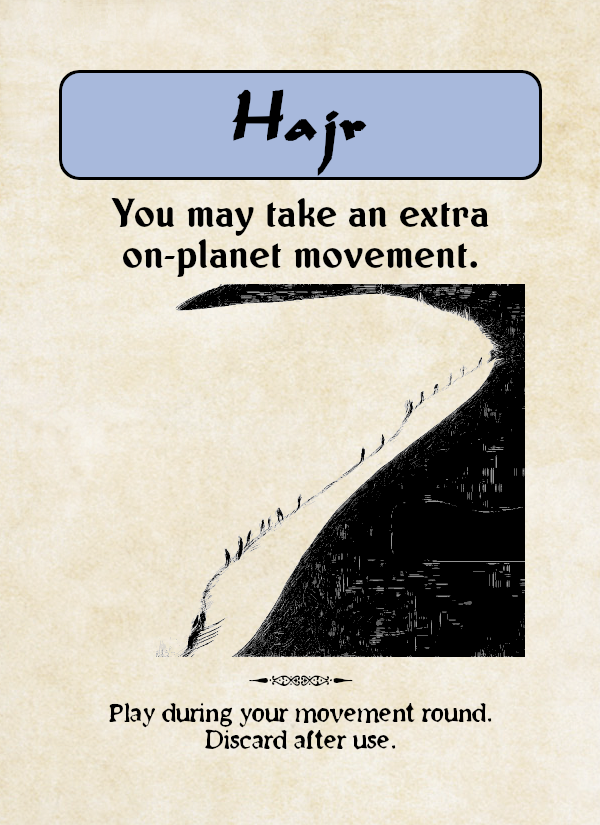 Hajr
You may take an extra
on-planet movement.
Play during your movement round.
Discard after use.